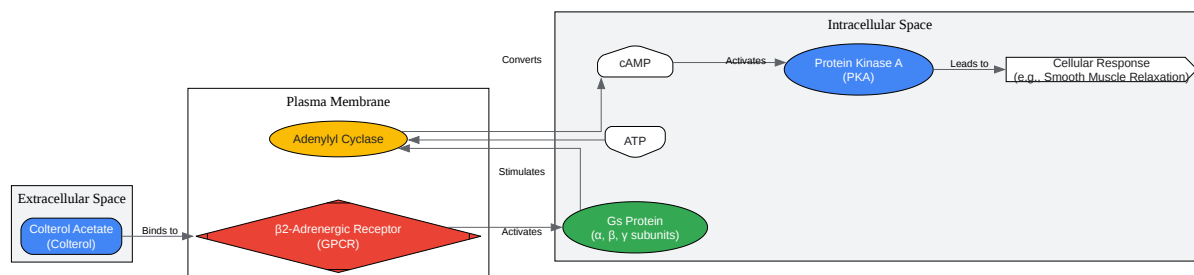 Extracellular Space
Colterol Acetate
(Colterol)
Binds to
Plasma Membrane
Adenylyl Cyclase
β2-Adrenergic Receptor
(GPCR)
Converts
Stimulates
Activates
Intracellular Space
cAMP
Activates
Protein Kinase A
(PKA)
Leads to
Cellular Response
(e.g., Smooth Muscle Relaxation)
ATP
Gs Protein
(α, β, γ subunits)